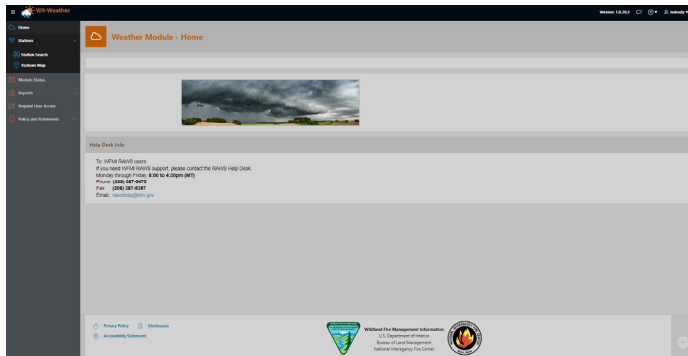 WX-Weather
Version: 1.0.20.2
nobody
Home
Stations
Station Search
Stations Map
Module Status
Reports
Request User Access
Policy and Statements
Weather Module - Home
Help Desk Info
To: WFMI RAWS users
If you need WFMI RAWS support, please contact the RAWS Help Desk.
Monday through Friday, 8:00 to 4:30pm (MT)
Phone: (208) 387-5475
Fax: (208) 387-6297
Email: rawshelp@blm.gov
- Privacy Policy
- Disclosures
- Accessibility Statement
Wildland Fire Management Information
U.S. Department of Interior
Bureau of Land Management
National Interagency Fire Center